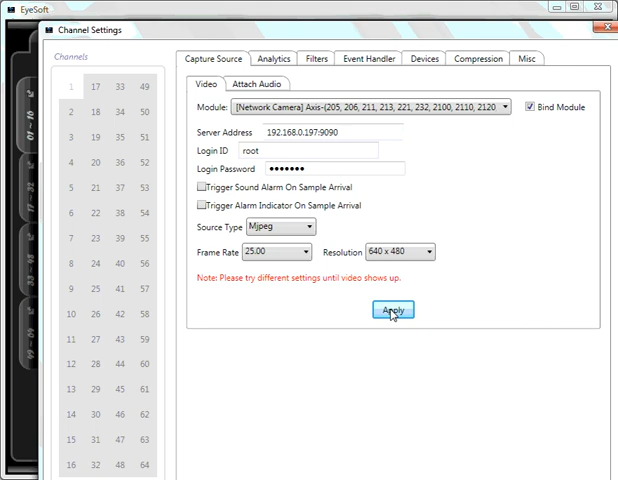 EyeSoft
Channel Settings
Channels
Capture Source Analytics Filters Event Handler Devices Compression Misc
Video Attach Audio
Module: [Network Camera] Axis-(205, 206, 211, 213, 221, 232, 2100, 2110, 2120 Bind Module
Server Address 192.168.0.197:9090
Login ID root
Login Password •••••••
Trigger Sound Alarm On Sample Arrival
Trigger Alarm Indicator On Sample Arrival
Source Type Mjpeg
Frame Rate 25.00 Resolution 640 x 480
Note: Please try different settings until video shows up.
Apply
1 17 33 49
2 18 34 50
3 19 35 51
4 20 36 52
5 21 37 53
6 22 38 54
7 23 39 55
8 24 40 56
9 25 41 57
10 26 42 58
11 27 43 59
12 28 44 60
13 29 45 61
14 30 46 62
15 31 47 63
16 32 48 64